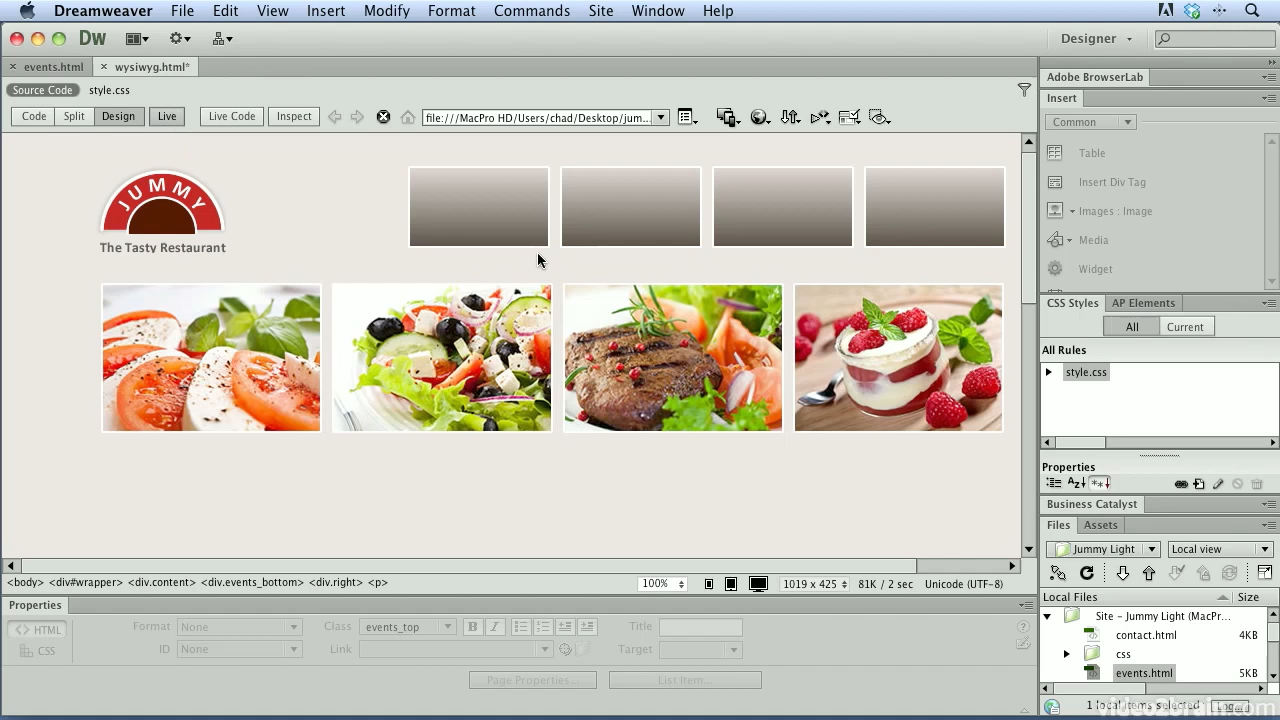 Dreamweaver File Edit View Insert Modify Format Commands Site Window Help
Dw Designer
events.html wysiwyg.html*
Source Code style.css
Code Split Design Live Live Code Inspect file:///MacPro HD/Users/chad/Desktop/jum...
JUMMY
The Tasty Restaurant
<body> <div#wrapper> <div.content> <div.events_bottom> <div.right> <p> 100% 1019 x 425 81K / 2 sec Unicode (UTF-8)
Properties
HTML Format None Class events_top B I Title
CSS ID None Link Target
Page Properties... List Item...
Adobe BrowserLab
Insert
Common
Table
Insert Div Tag
Images : Image
Media
Widget
CSS Styles AP Elements
All Current
All Rules
style.css
Properties
Business Catalyst
Files Assets
Jummy Light Local view
Local Files Size
Site - Jummy Light (MacPr...
contact.html 4KB
css
events.html 5KB
1 local items selected Log...
video2brain.com